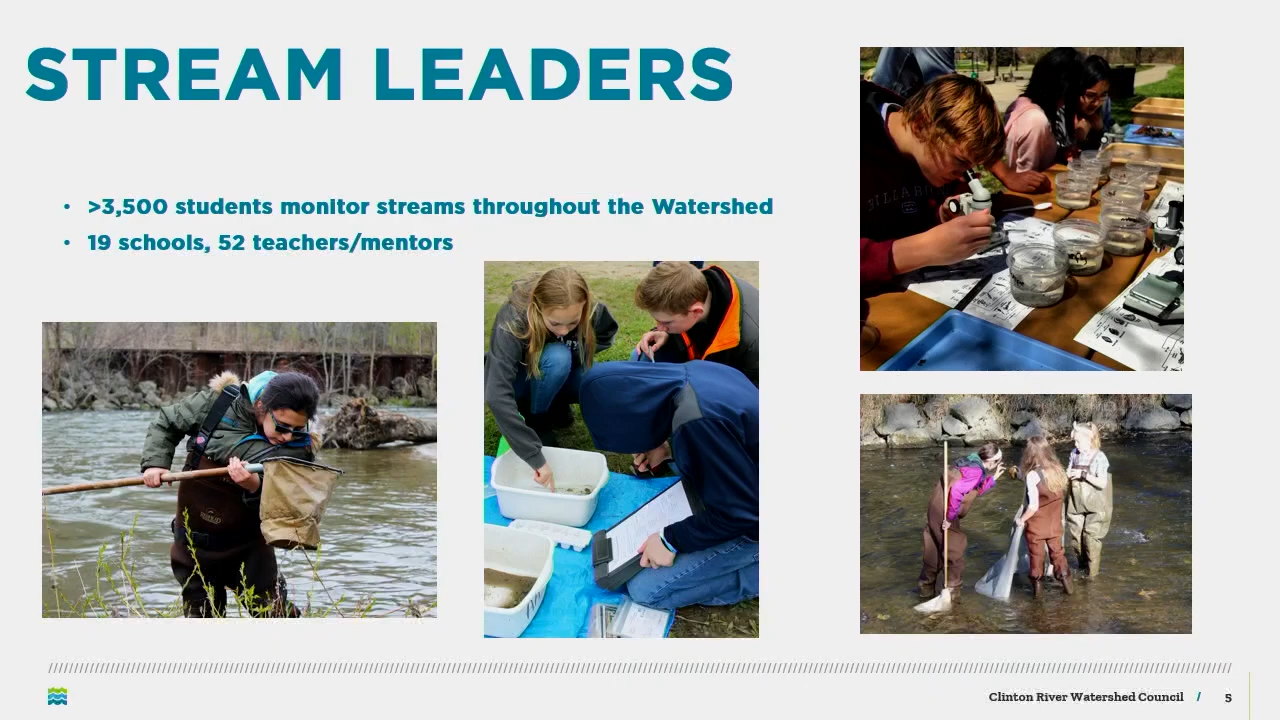 STREAM LEADERS
• >3,500 students monitor streams throughout the Watershed
• 19 schools, 52 teachers/mentors
BILLABONG
Clinton River Watershed Council / 5